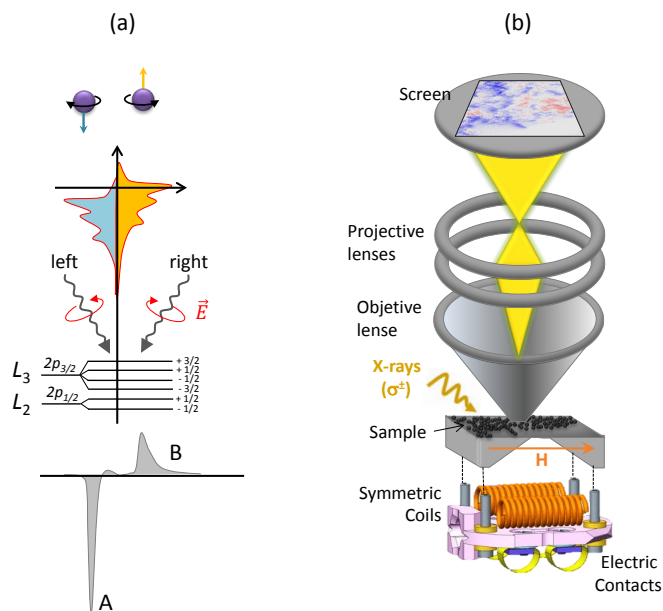 (a)
left
right
E
L3
2p3/2
+ 3/2
+ 1/2
- 1/2
- 3/2
L2
2p1/2
+ 1/2
- 1/2
B
A
(b)
Screen
Projective
lenses
Objetive
lense
X-rays
(σ±)
Sample
H
Symmetric
Coils
Electric
Contacts